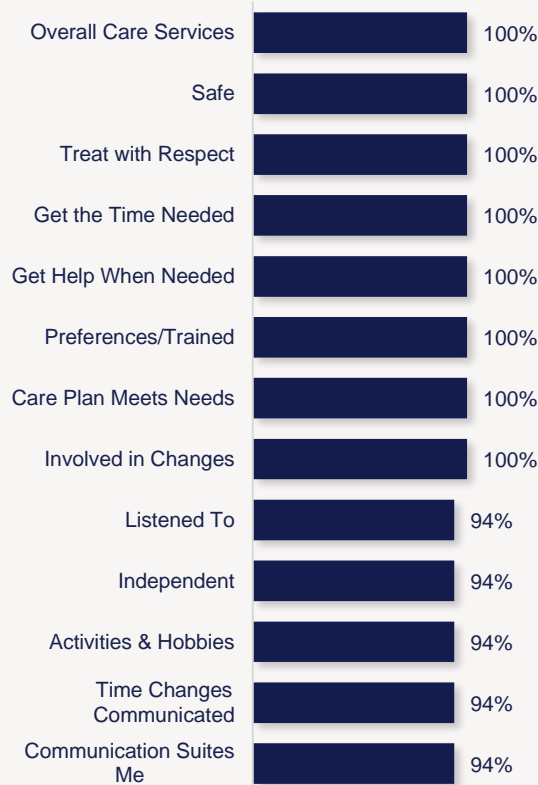 Overall Care Services 100%
Safe 100%
Treat with Respect 100%
Get the Time Needed 100%
Get Help When Needed 100%
Preferences/Trained 100%
Care Plan Meets Needs 100%
Involved in Changes 100%
Listened To 94%
Independent 94%
Activities & Hobbies 94%
Time Changes
Communicated 94%
Communication Suites
Me 94%